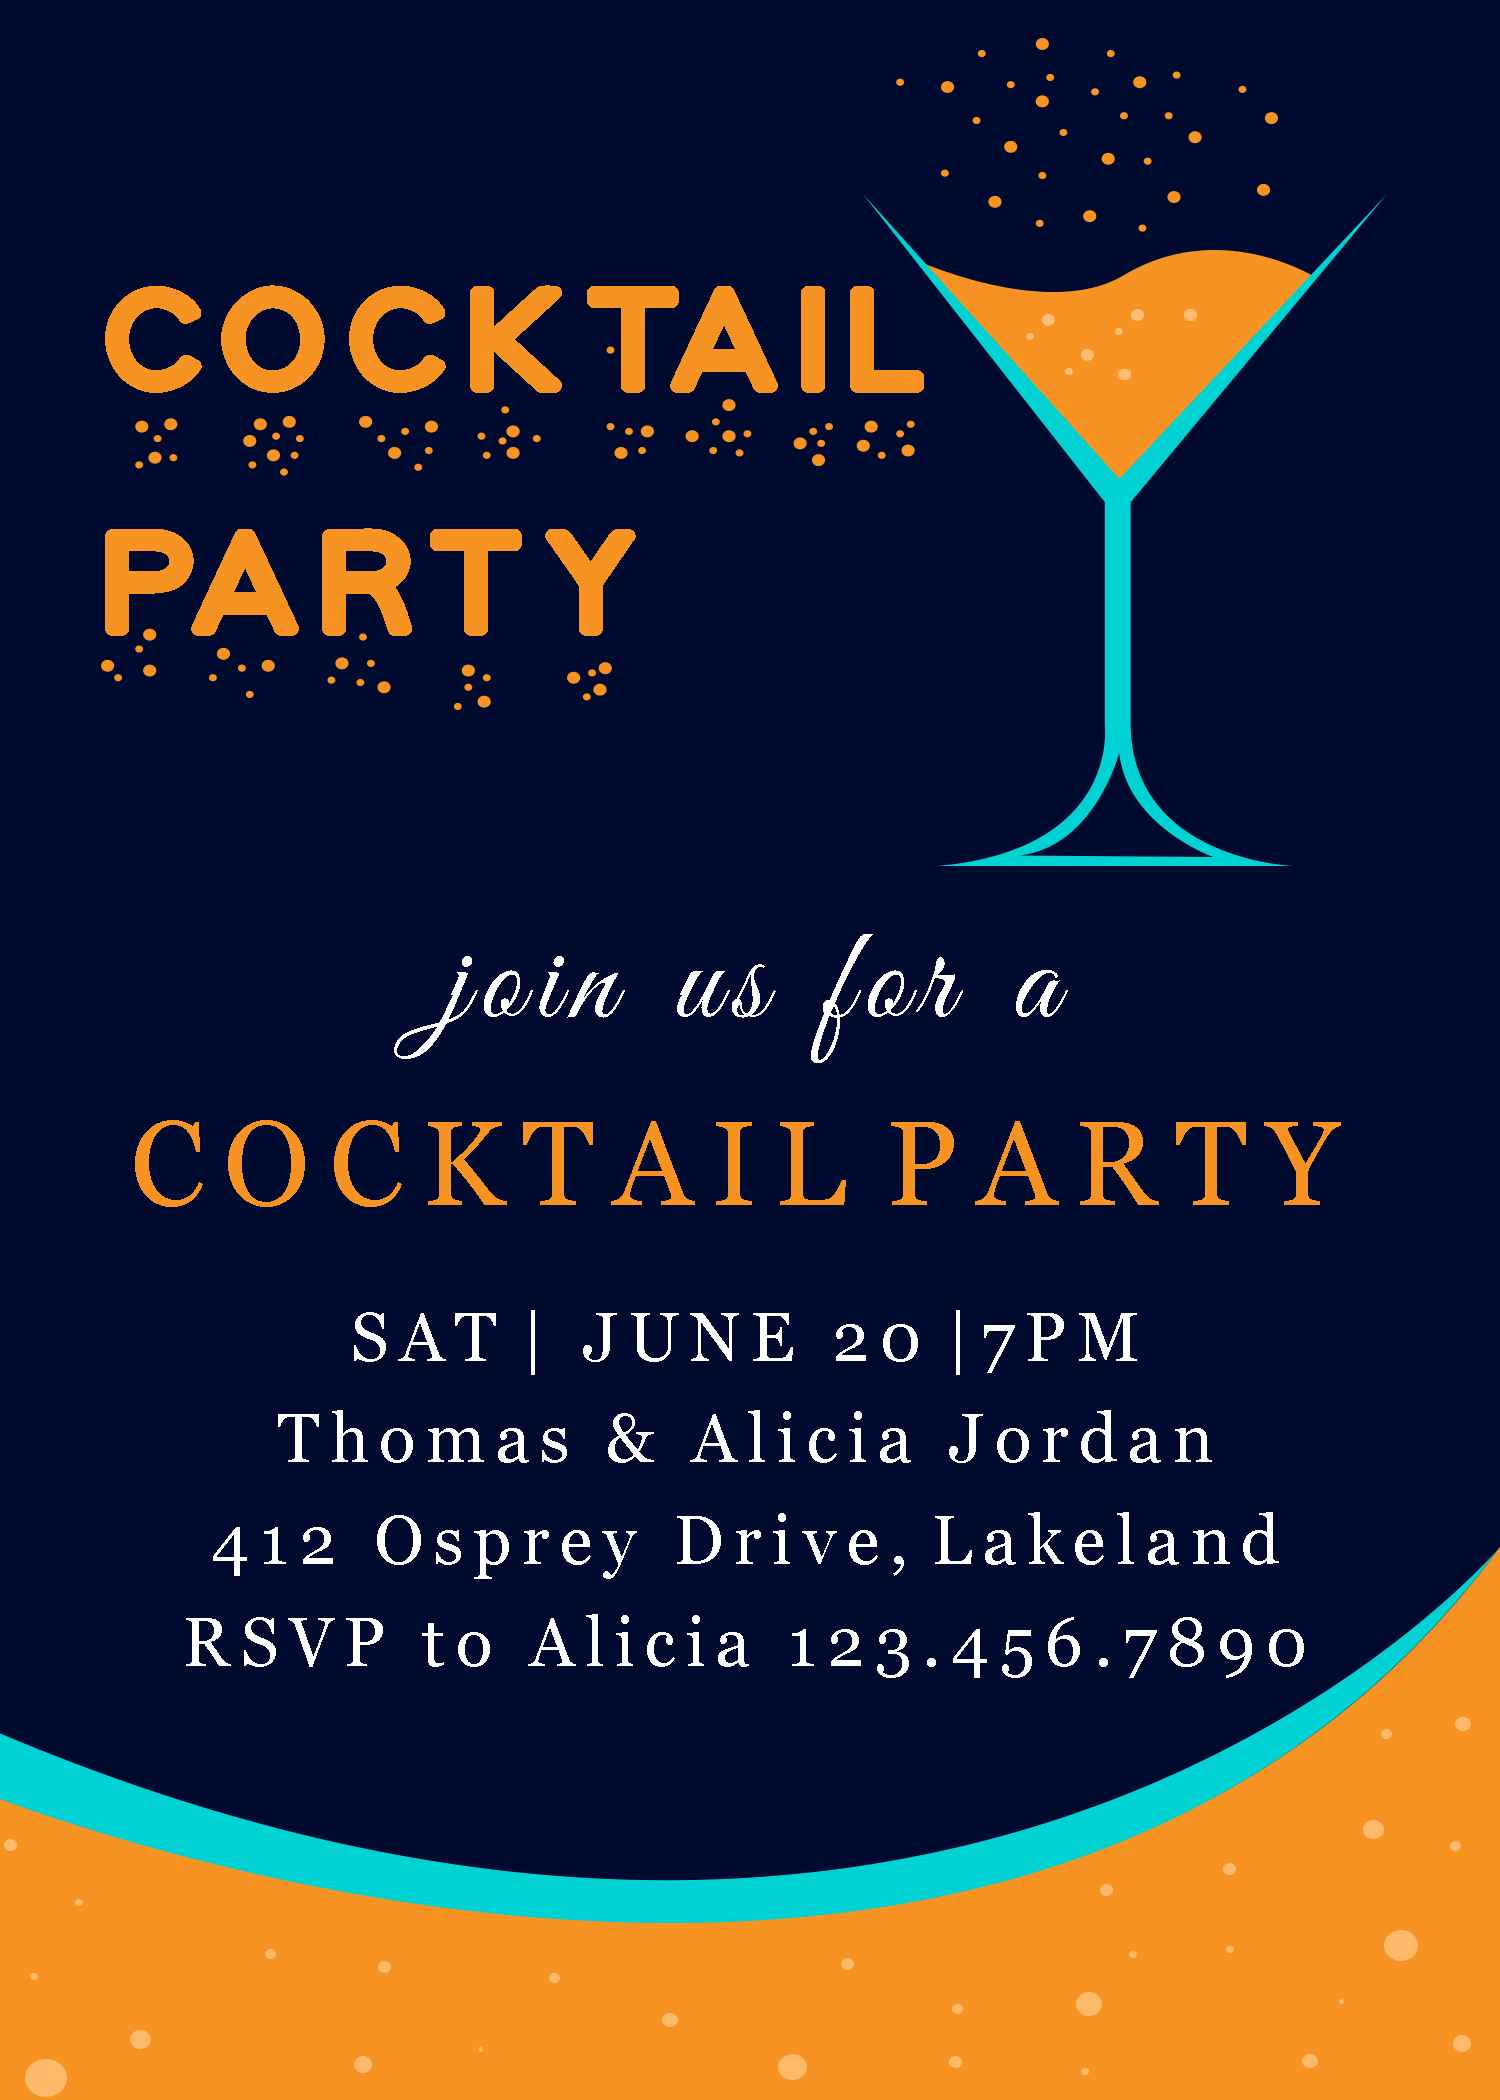 COCKTAIL
PARTY
join us for a
COCKTAIL PARTY
SAT | JUNE 20 |7PM
Thomas & Alicia Jordan
412 Osprey Drive, Lakeland
RSVP to Alicia 123.456.7890